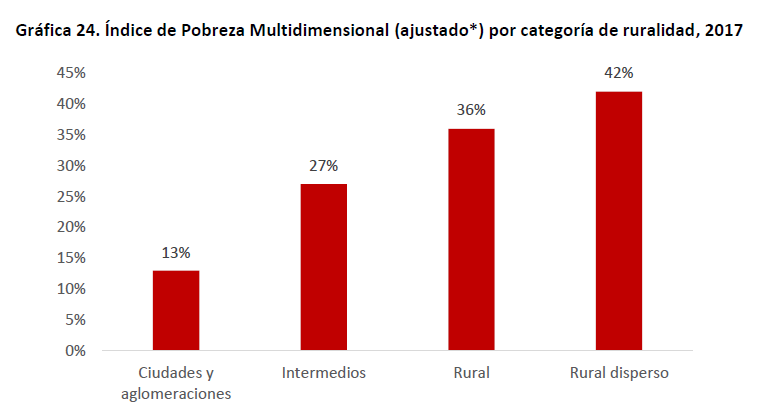 Gráfica 24. Índice de Pobreza Multidimensional (ajustado*) por categoría de ruralidad, 2017
45%
40%
35%
30%
25%
20%
15%
10%
5%
0%
13%
27%
36%
42%
Ciudades y
aglomeraciones
Intermedios
Rural
Rural disperso